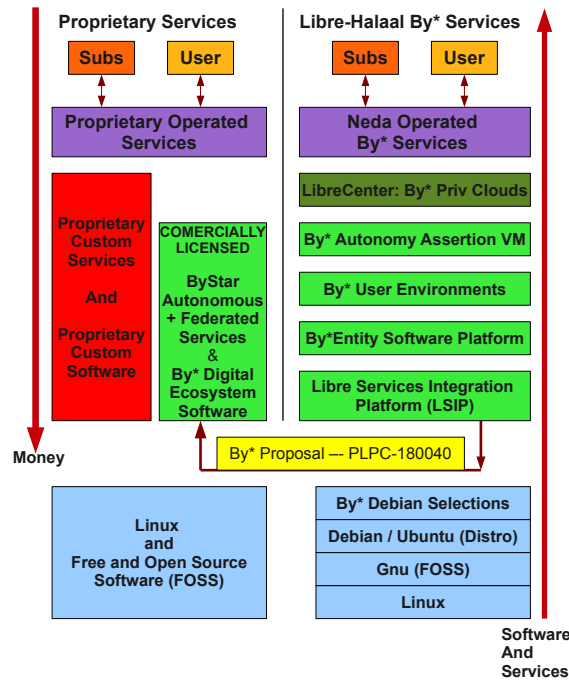 Proprietary Services
Subs
User
Proprietary Operated
Services
Proprietary
Custom
Services
And
Proprietary
Custom
Software
COMERCIALLY
LICENSED
ByStar
Autonomous
+ Federated
Services
&
By* Digital
Ecosystem
Software
Money
Libre-Halaal By* Services
Subs
User
Neda Operated
By* Services
LibreCenter: By* Priv Clouds
By* Autonomy Assertion VM
By* User Environments
By*Entity Software Platform
Libre Services Integration
Platform (LSIP)
By* Proposal –-- PLPC-180040
Linux
and
Free and Open Source
Software (FOSS)
By* Debian Selections
Debian / Ubuntu (Distro)
Gnu (FOSS)
Linux
Software
And
Services